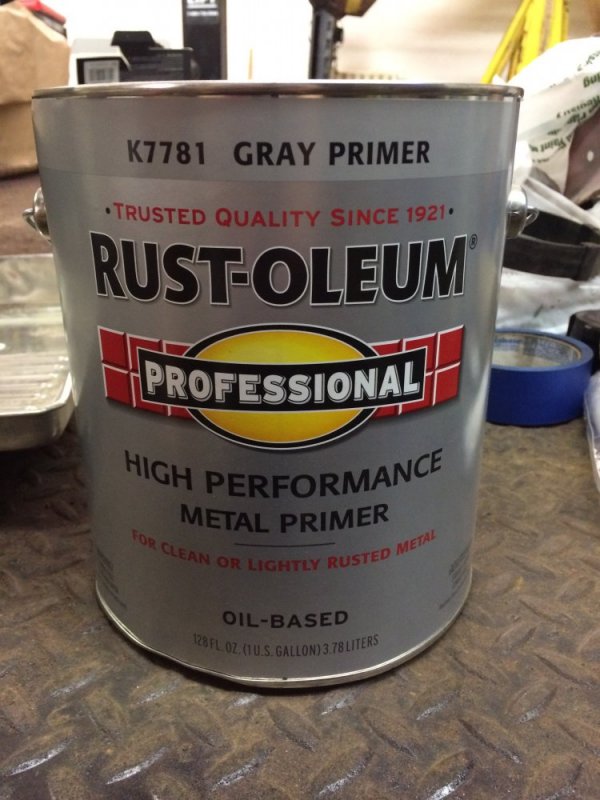 K7781 GRAY PRIMER
•TRUSTED QUALITY SINCE 1921•
RUST-OLEUM®
PROFESSIONAL
HIGH PERFORMANCE
METAL PRIMER
FOR CLEAN OR LIGHTLY RUSTED METAL
OIL-BASED
128 FL. OZ. (1 U.S. GALLON) 3.78 LITERS